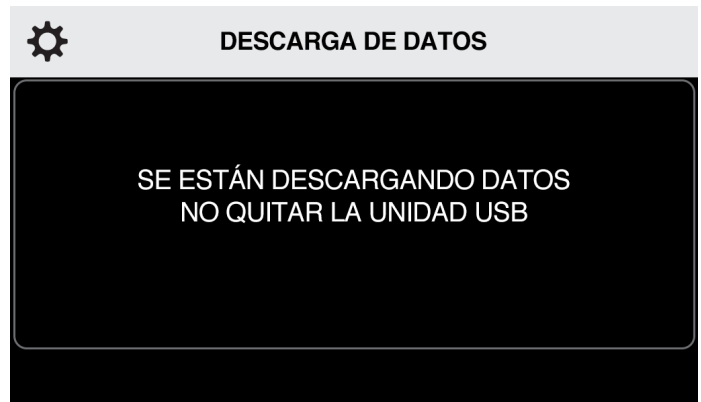 DESCARGA DE DATOS
SE ESTÁN DESCARGANDO DATOS
NO QUITAR LA UNIDAD USB